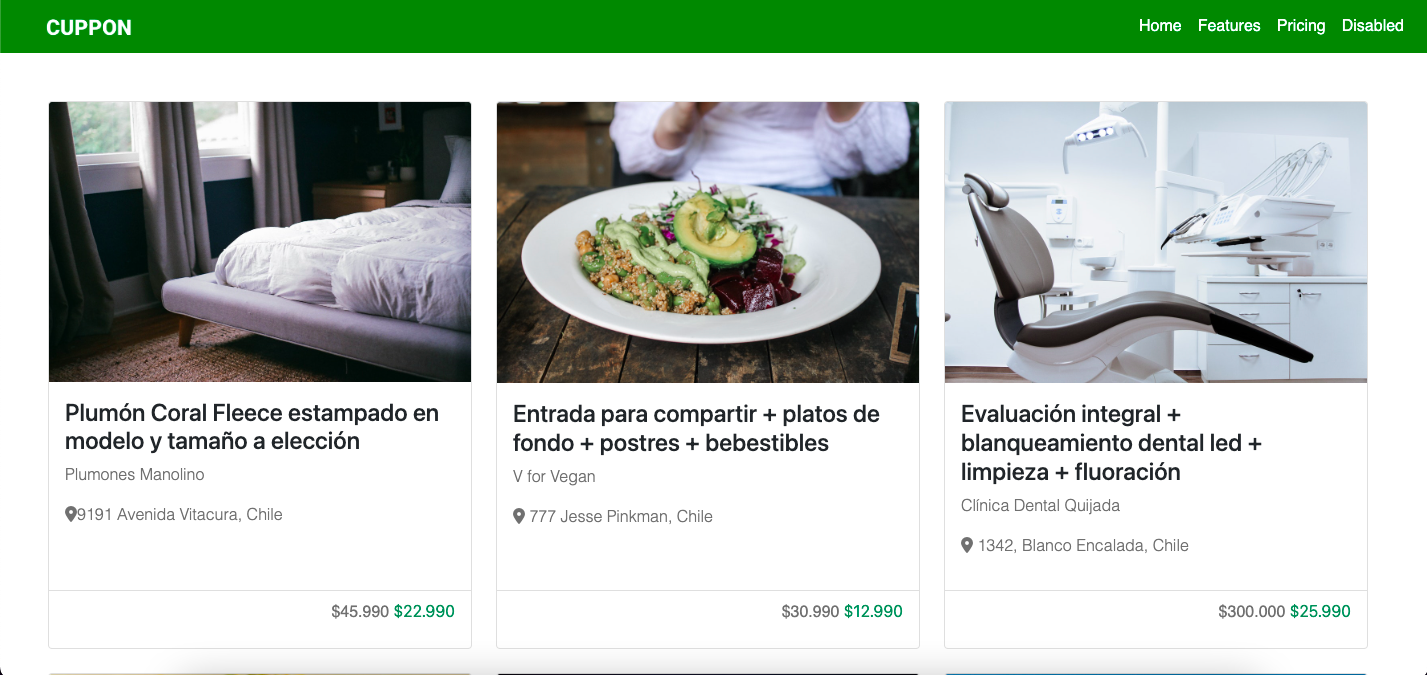 CUPPON
Home Features Pricing Disabled
Plumón Coral Fleece estampado en
modelo y tamaño a elección
Plumones Manolino
9191 Avenida Vitacura, Chile
$45.990 $22.990
Entrada para compartir + platos de
fondo + postres + bebestibles
V for Vegan
777 Jesse Pinkman, Chile
$30.990 $12.990
Evaluación integral +
blanqueamiento dental led +
limpieza + fluoración
Clínica Dental Quijada
1342, Blanco Encalada, Chile
$300.000 $25.990